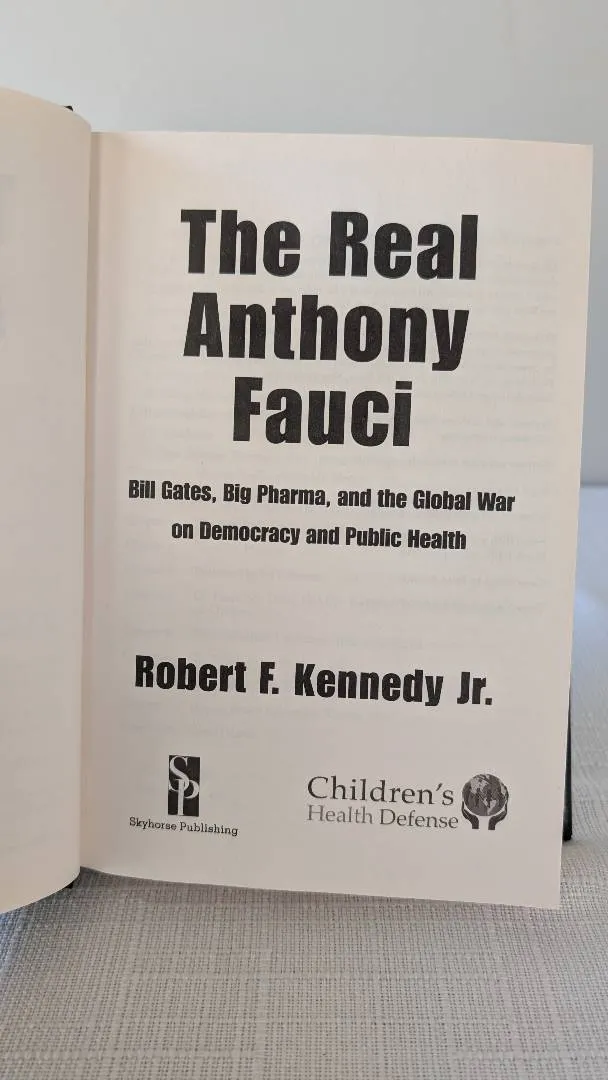 The Real
Anthony
Fauci
Bill Gates, Big Pharma, and the Global War
on Democracy and Public Health
Robert F. Kennedy Jr.
SP
Skyhorse Publishing
Children's
Health Defense